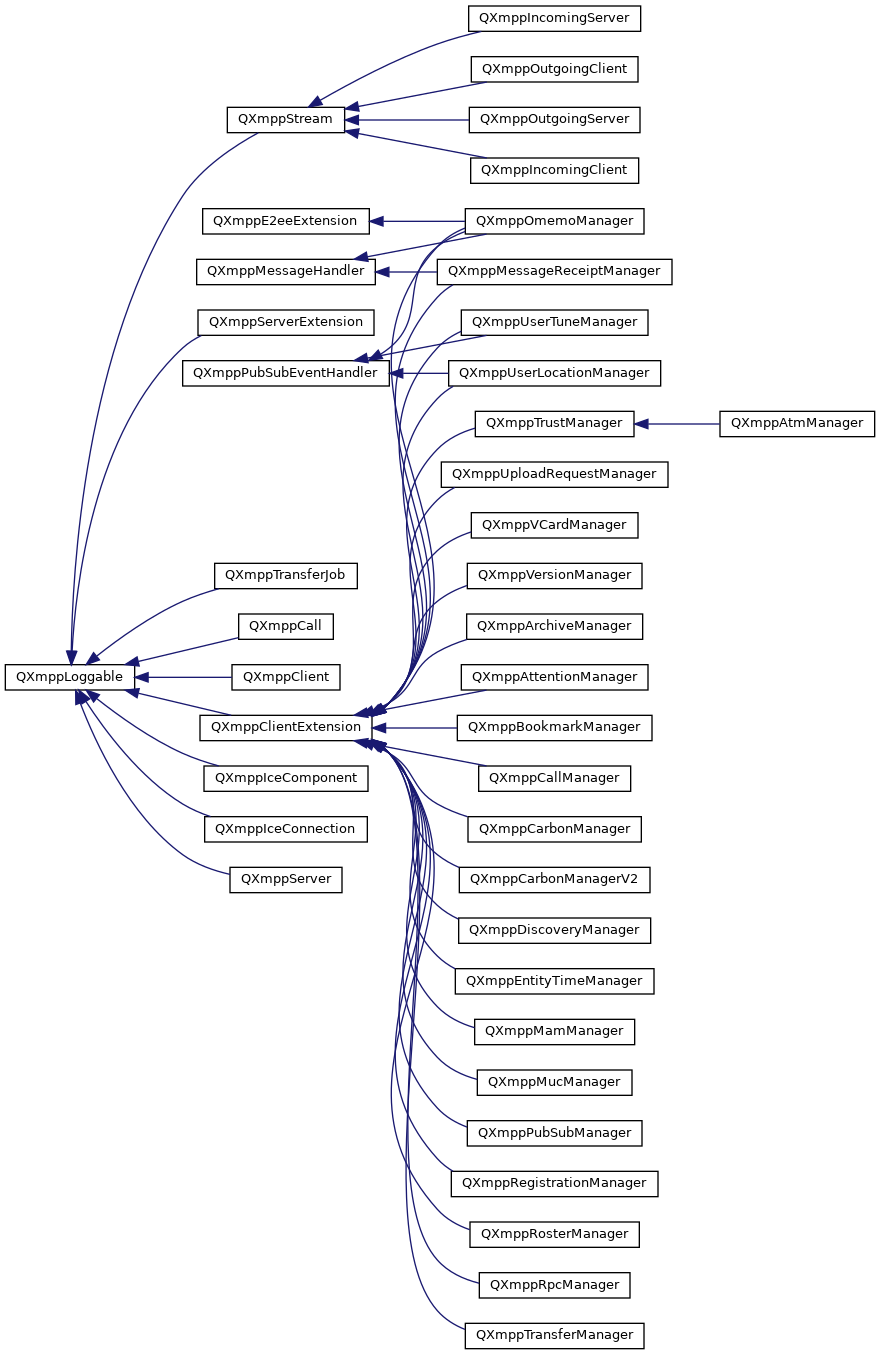 QXmppIncomingServer
QXmppOutgoingClient
QXmppStream
QXmppOutgoingServer
QXmppIncomingClient
QXmppE2eeExtension
QXmppOmemoManager
QXmppMessageHandler
QXmppMessageReceiptManager
QXmppServerExtension
QXmppUserTuneManager
QXmppPubSubEventHandler
QXmppUserLocationManager
QXmppTrustManager
QXmppAtmManager
QXmppUploadRequestManager
QXmppVCardManager
QXmppTransferJob
QXmppVersionManager
QXmppCall
QXmppArchiveManager
QXmppLoggable
QXmppClient
QXmppAttentionManager
QXmppClientExtension
QXmppBookmarkManager
QXmppIceComponent
QXmppCallManager
QXmppIceConnection
QXmppCarbonManager
QXmppServer
QXmppCarbonManagerV2
QXmppDiscoveryManager
QXmppEntityTimeManager
QXmppMamManager
QXmppMucManager
QXmppPubSubManager
QXmppRegistrationManager
QXmppRosterManager
QXmppRpcManager
QXmppTransferManager